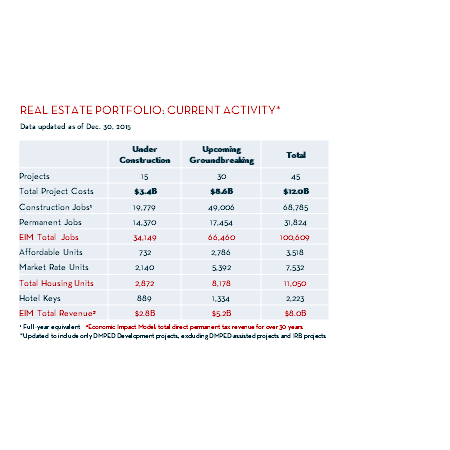 REAL ESTATE PORTFOLIO: CURRENT ACTIVITY*
Data updated as of Dec. 30, 2015
Under Construction Upcoming Groundbreaking Total
Projects 15 30 45
Total Project Costs $3.4B $8.6B $12.0B
Construction Jobs¹ 19,779 49,006 68,785
Permanent Jobs 14,370 17,454 31,824
EIM Total Jobs 34,149 66,460 100,609
Affordable Units 732 2,786 3,518
Market Rate Units 2,140 5,392 7,532
Total Housing Units 2,872 8,178 11,050
Hotel Keys 889 1,334 2,223
EIM Total Revenue² $2.8B $5.2B $8.0B
¹ Full-year equivalent ²Economic Impact Model: total direct permanent tax revenue for over 30 years.
*Updated to include only DMPED Development projects, excluding DMPED assisted projects and IRB projects